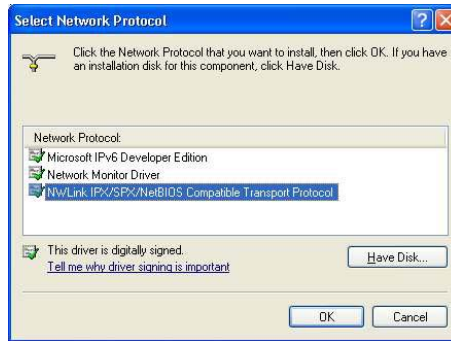 Select Network Protocol
Click the Network Protocol that you want to install, then click OK. If you have
an installation disk for this component, click Have Disk.
Network Protocol:
Microsoft IPv6 Developer Edition
Network Monitor Driver
NWLink IPX/SPX/NetBIOS Compatible Transport Protocol
This driver is digitally signed.
Tell me why driver signing is important
Have Disk...
OK
Cancel